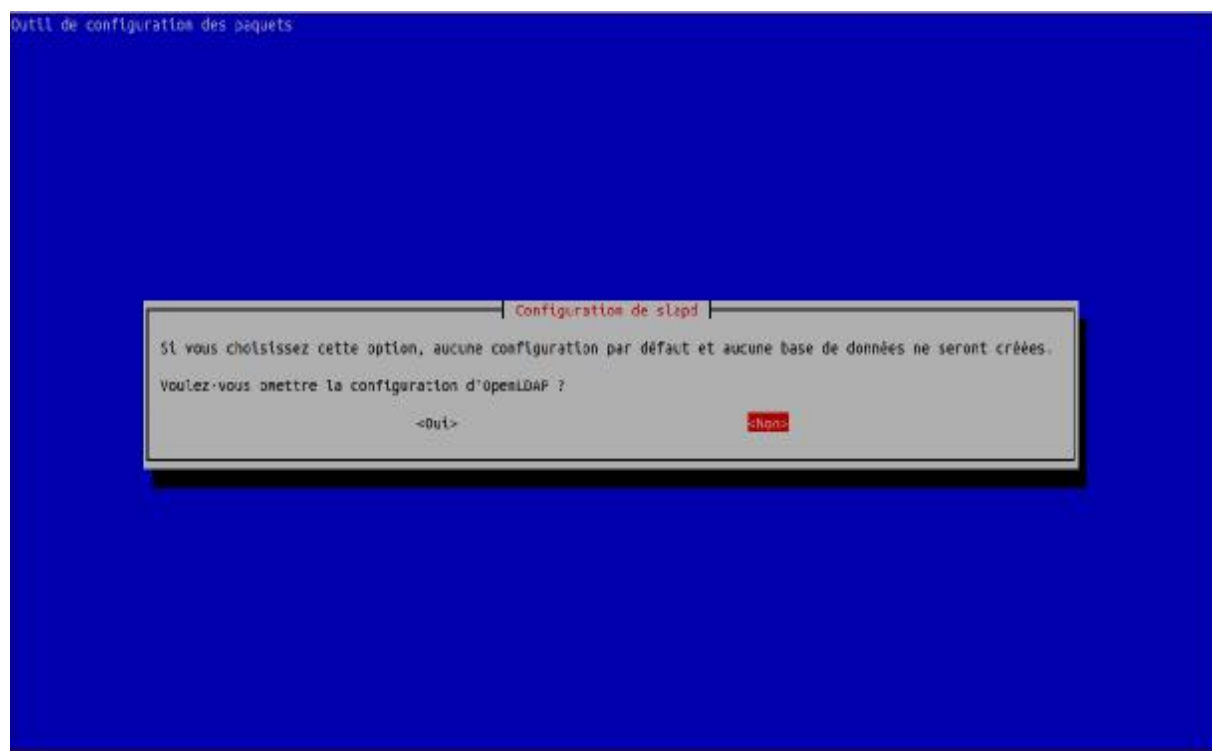 Outil de configuration des paquets
Configuration de slapd
Si vous choisissez cette option, aucune configuration par défaut et aucune base de données ne seront créées.
Voulez-vous omettre la configuration d'OpenLDAP ?
<Oui> <Non>